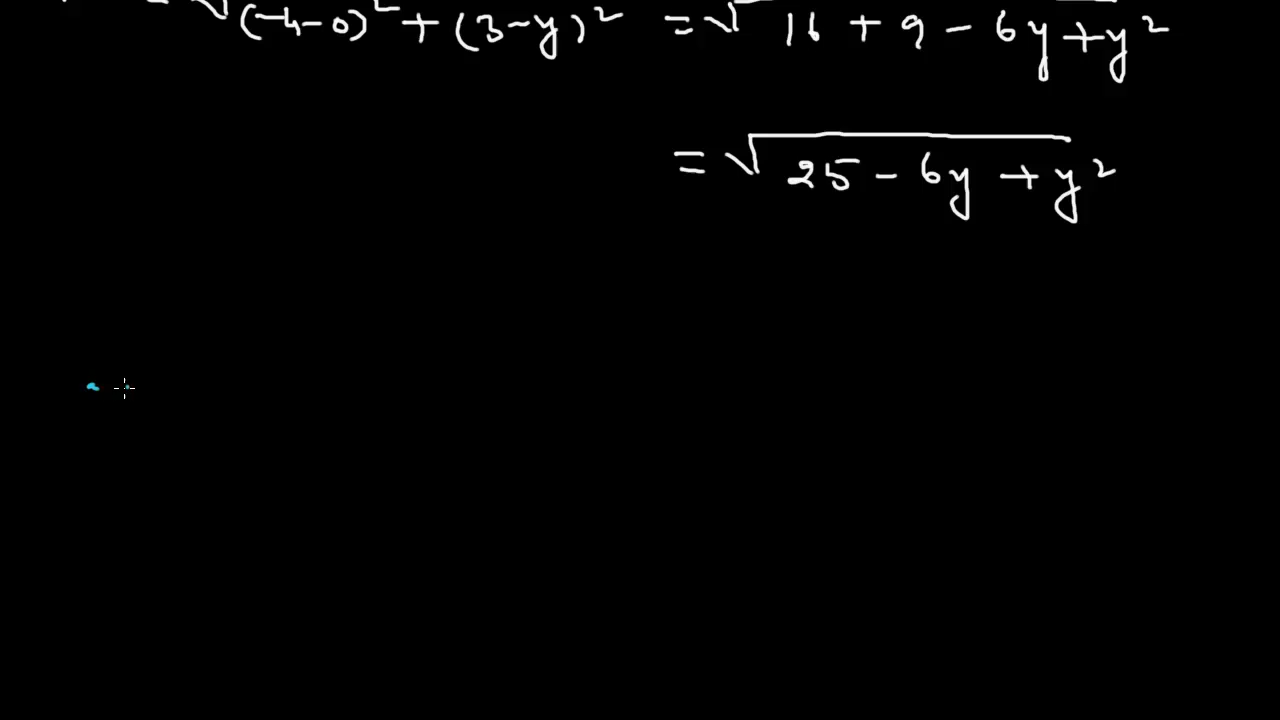 = √(-4-0)² + (3-y)² = √16 + 9 - 6y + y²
= √25 - 6y + y²